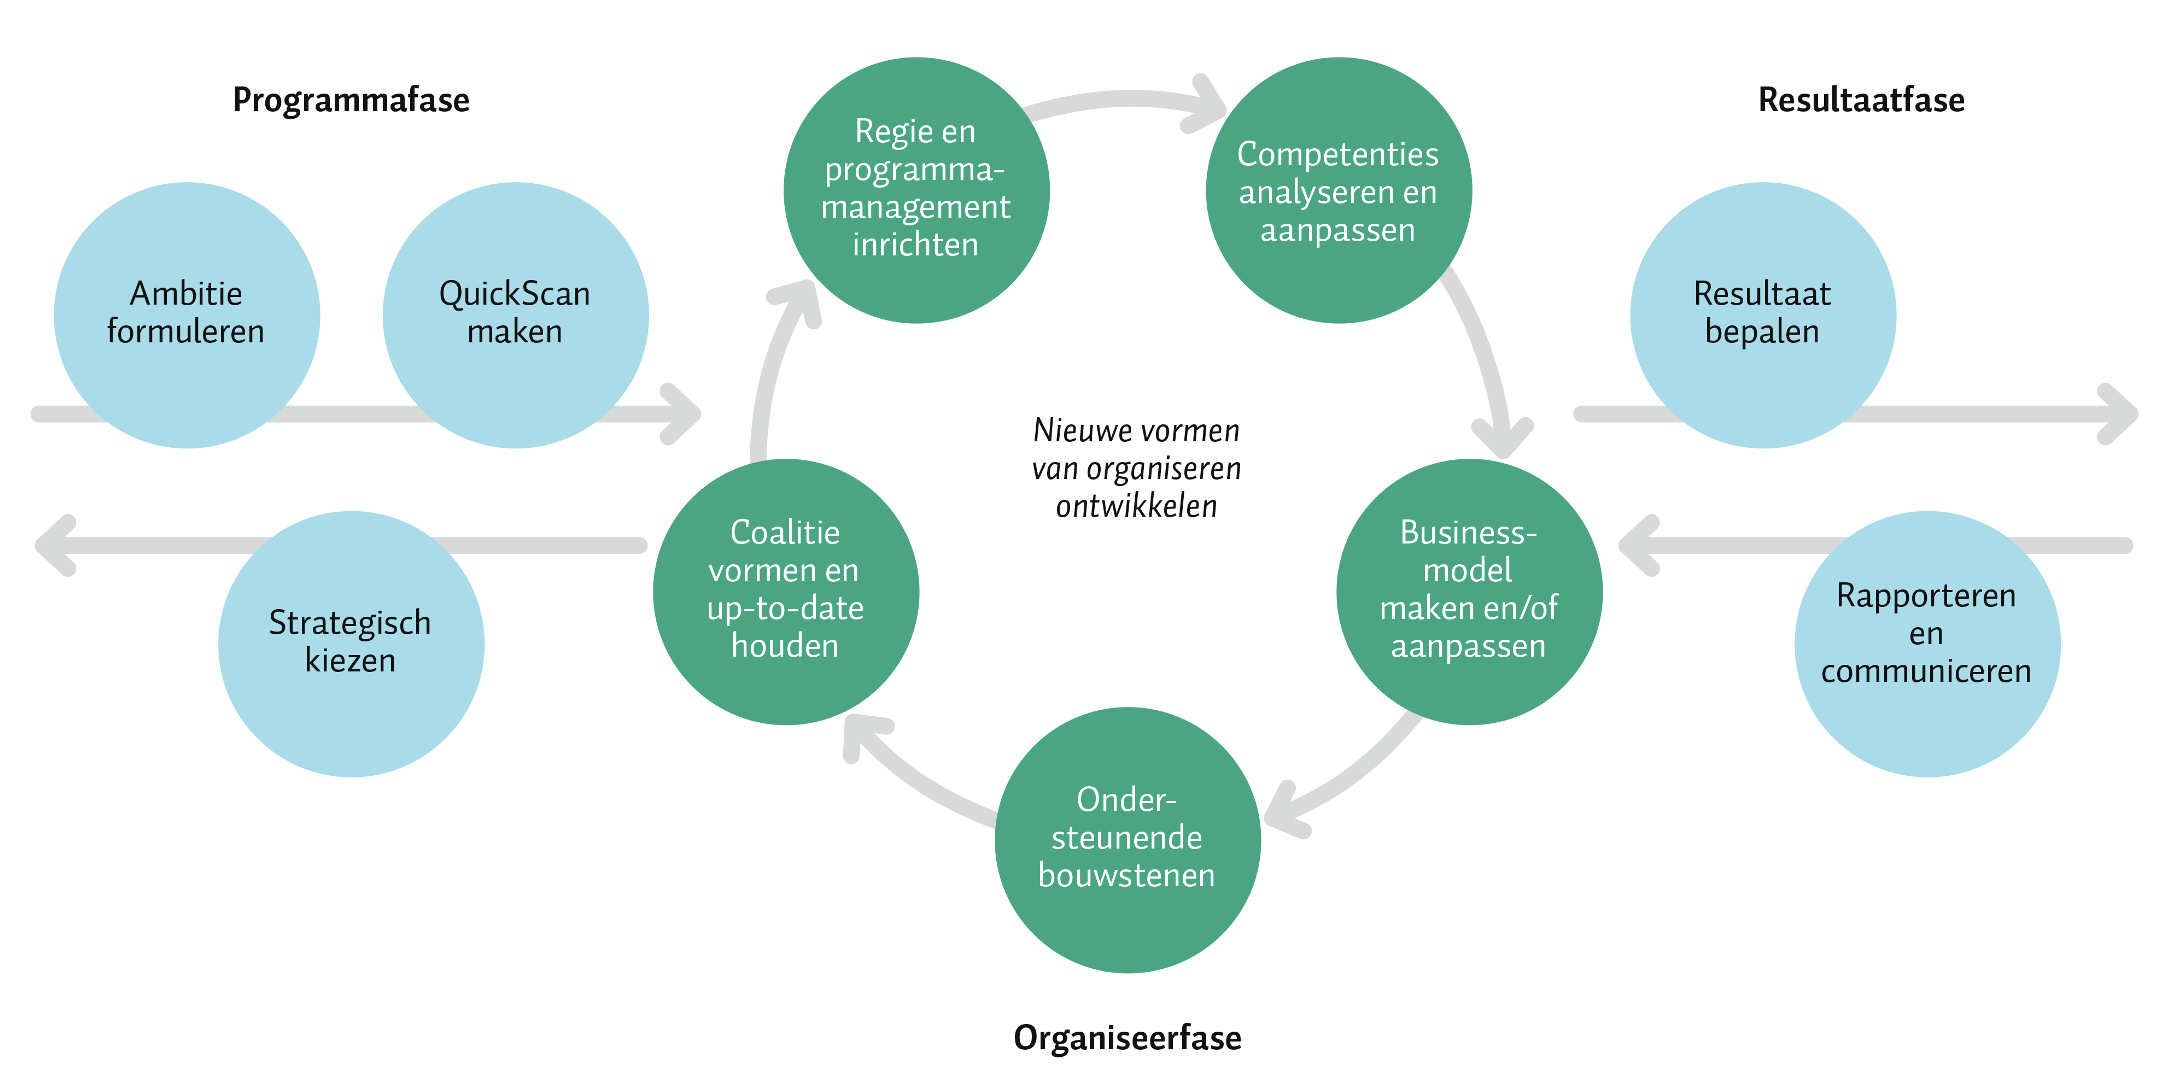 Programmafase
Ambitie
formuleren
QuickScan
maken
Strategisch
kiezen
Regie en
programma-
management
inrichten
Competenties
analyseren en
aanpassen
Nieuwe vormen
van organiseren
ontwikkelen
Coalitie
vormen en
up-to-date
houden
Business-
model
maken en/of
aanpassen
Onder-
steunende
bouwstenen
Organiseerfase
Resultaatfase
Resultaat
bepalen
Rapporteren
en
communiceren